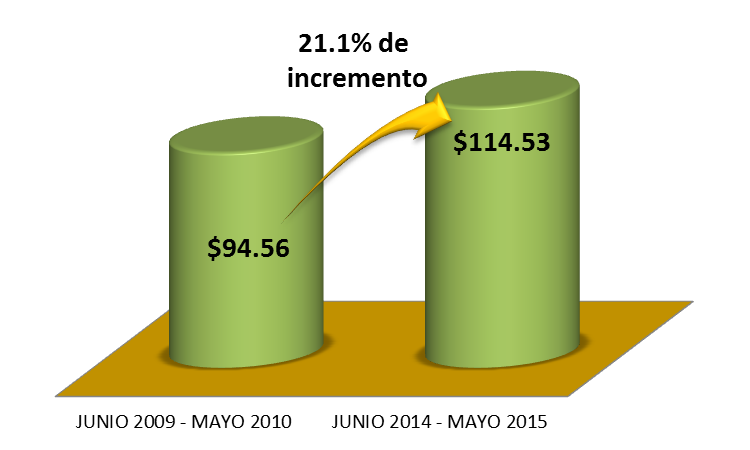 21.1% de
incremento
$114.53
$94.56
JUNIO 2009 - MAYO 2010
JUNIO 2014 - MAYO 2015